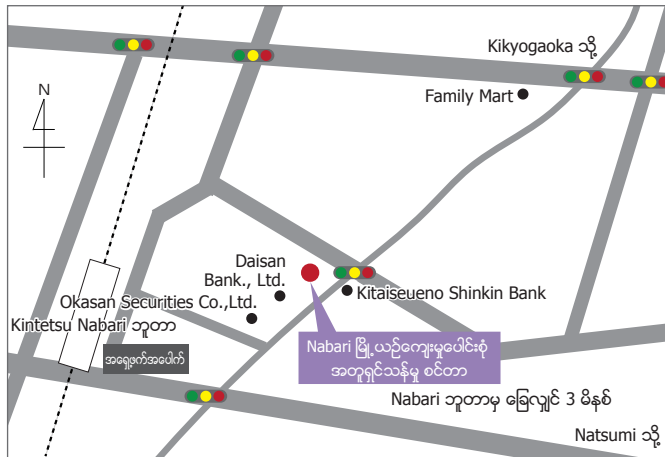 Kikyogaoka သို့
N
Family Mart
Daisan
Bank., Ltd.
Kitaiseueno Shinkin Bank
Okasan Securities Co.,Ltd.
Kintetsu Nabari ဘူတာ
အရှေ့ဖက်အပေါက်
Nabari မြို့ ယဉ်ကျေးမှုပေါင်းစုံ
အတူရှင်သန်မှု စင်တာ
Nabari ဘူတာမှ ခြေလျှင် 3 မိနစ်
Natsumi သို့